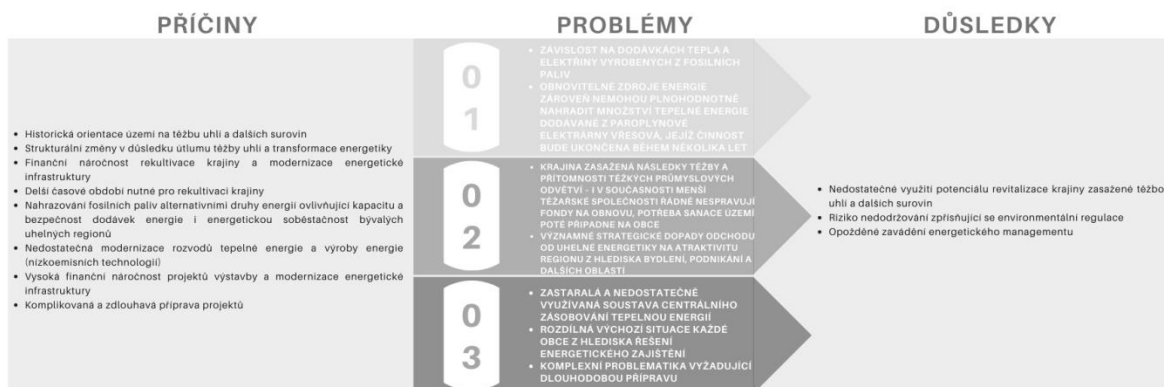 PŘÍČINY
PROBLÉMY
DŮSLEDKY
• Historická orientace území na těžbu uhlí a dalších surovin
• Strukturální změny v důsledku útlumu těžby uhlí a transformace energetiky
• Finanční náročnost rekultivace krajiny a modernizace energetické
infrastruktury
• Delší časové období nutné pro rekultivaci krajiny
• Nahrazování fosilních paliv alternativními druhy energií ovlivňující kapacitu a
bezpečnost dodávek energie i energetickou soběstačnost bývalých
uhelných regionů
• Nedostatečná modernizace rozvodů tepelné energie a výroby energie
(nízkoemisních technologií)
• Vysoká finanční náročnost projektů výstavby a modernizace energetické
infrastruktury
• Komplikovaná a zdlouhavá příprava projektů
0
1
• ZÁVISLOST NA DODÁVKÁCH TEPLA A
ELEKTŘINY VYROBENÝCH Z FOSILNÍCH
PALIV
• OBNOVITELNÉ ZDROJE ENERGIE
ZÁROVEŇ NEMOHOU PLNOHODNOTNĚ
NAHRADIT MNOŽSTVÍ TEPELNÉ ENERGIE
DODÁVANÉ Z PAROPLYNOVÉ
ELEKTRÁRNY VŘESOVÁ, JEJÍŽ ČINNOST
BUDE UKONČENA BĚHEM NĚKOLIKA LET
0
2
• KRAJINA ZASAŽENÁ NÁSLEDKY TĚŽBY A
PŘÍTOMNOSTI TĚŽKÝCH PRŮMYSLOVÝCH
ODVĚTVÍ - I V SOUČASNOSTI MENŠÍ
TĚŽAŘSKÉ SPOLEČNOSTI ŘÁDNĚ NESPRAVUJÍ
FONDY NA OBNOVU, POTŘEBA SANACE ÚZEMÍ
POTÉ PŘIPADNE NA OBCE
• VÝZNAMNÉ STRATEGICKÉ DOPADY ODCHODU
OD UHELNÉ ENERGETIKY NA ATRAKTIVITU
REGIONU Z HLEDISKA BYDLENÍ, PODNIKÁNÍ A
DALŠÍCH OBLASTÍ
0
3
• ZASTARALÁ A NEDOSTATEČNĚ
VYUŽÍVANÁ SOUSTAVA CENTRÁLNÍHO
ZÁSOBOVÁNÍ TEPELNOU ENERGIÍ
• ROZDÍLNÁ VÝCHOZÍ SITUACE KAŽDÉ
OBCE Z HLEDISKA ŘEŠENÍ
ENERGETICKÉHO ZAJIŠTĚNÍ
• KOMPLEXNÍ PROBLEMATIKA VYŽADUJÍCÍ
DLOUHODOBOU PŘÍPRAVU
• Nedostatečné využití potenciálu revitalizace krajiny zasažené těžbo
uhlí a dalších surovin
• Riziko nedodržování zpřísňující se environmentální regulace
• Opožděné zavádění energetického managementu